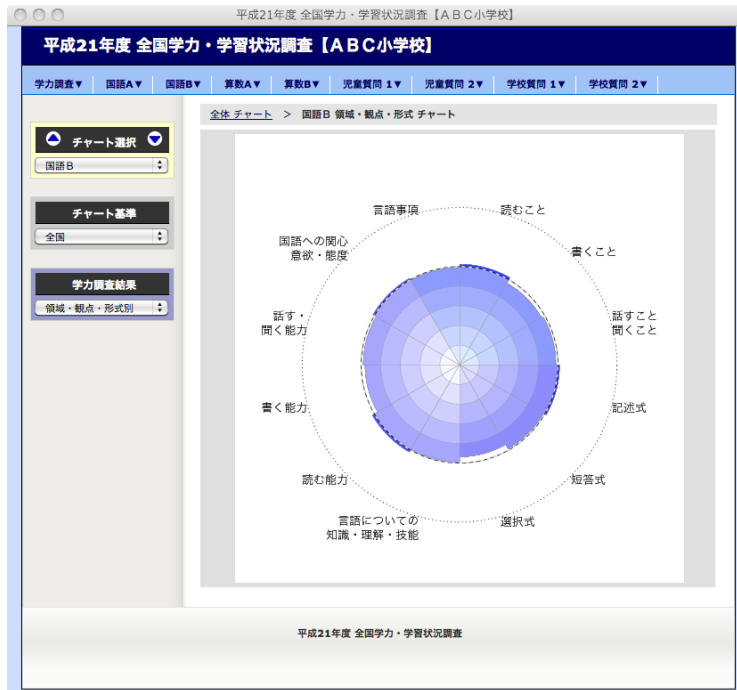 平成21年度 全国学力・学習状況調査【ＡＢＣ小学校】
平成21年度 全国学力・学習状況調査【ＡＢＣ小学校】
学力調査▼ 国語A▼ 国語B▼ 算数A▼ 算数B▼ 児童質問 1▼ 児童質問 2▼ 学校質問 1▼ 学校質問 2▼
全体 チャート > 国語B 領域・観点・形式 チャート
チャート選択
国語B
チャート基準
全国
学力調査結果
領域・観点・形式別
言語事項
読むこと
書くこと
話すこと
聞くこと
記述式
短答式
選択式
言語についての
知識・理解・技能
読む能力
書く能力
話す・
聞く能力
国語への関心
意欲・態度
平成21年度 全国学力・学習状況調査